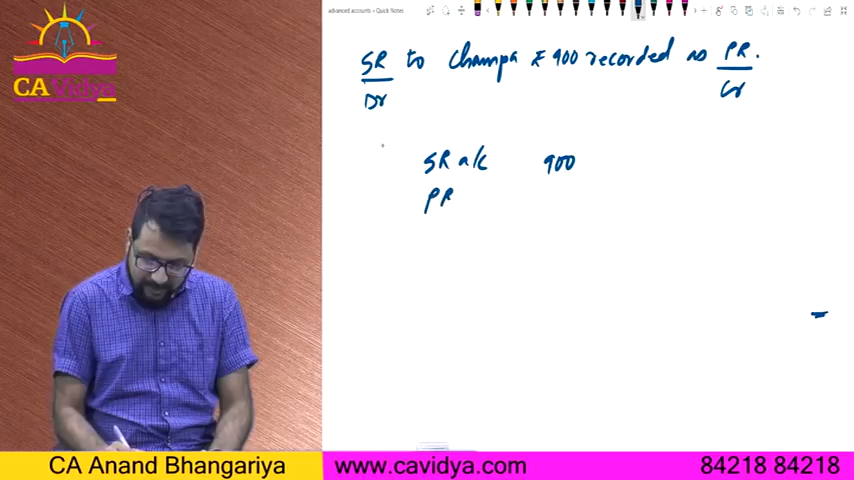 advanced accounts – Quick Notes
SR to Champa ₹ 900 recorded as PR.
Dr Cr
SR a/c 900
PR
CA Vidya
CA Anand Bhangariya www.cavidya.com 84218 84218